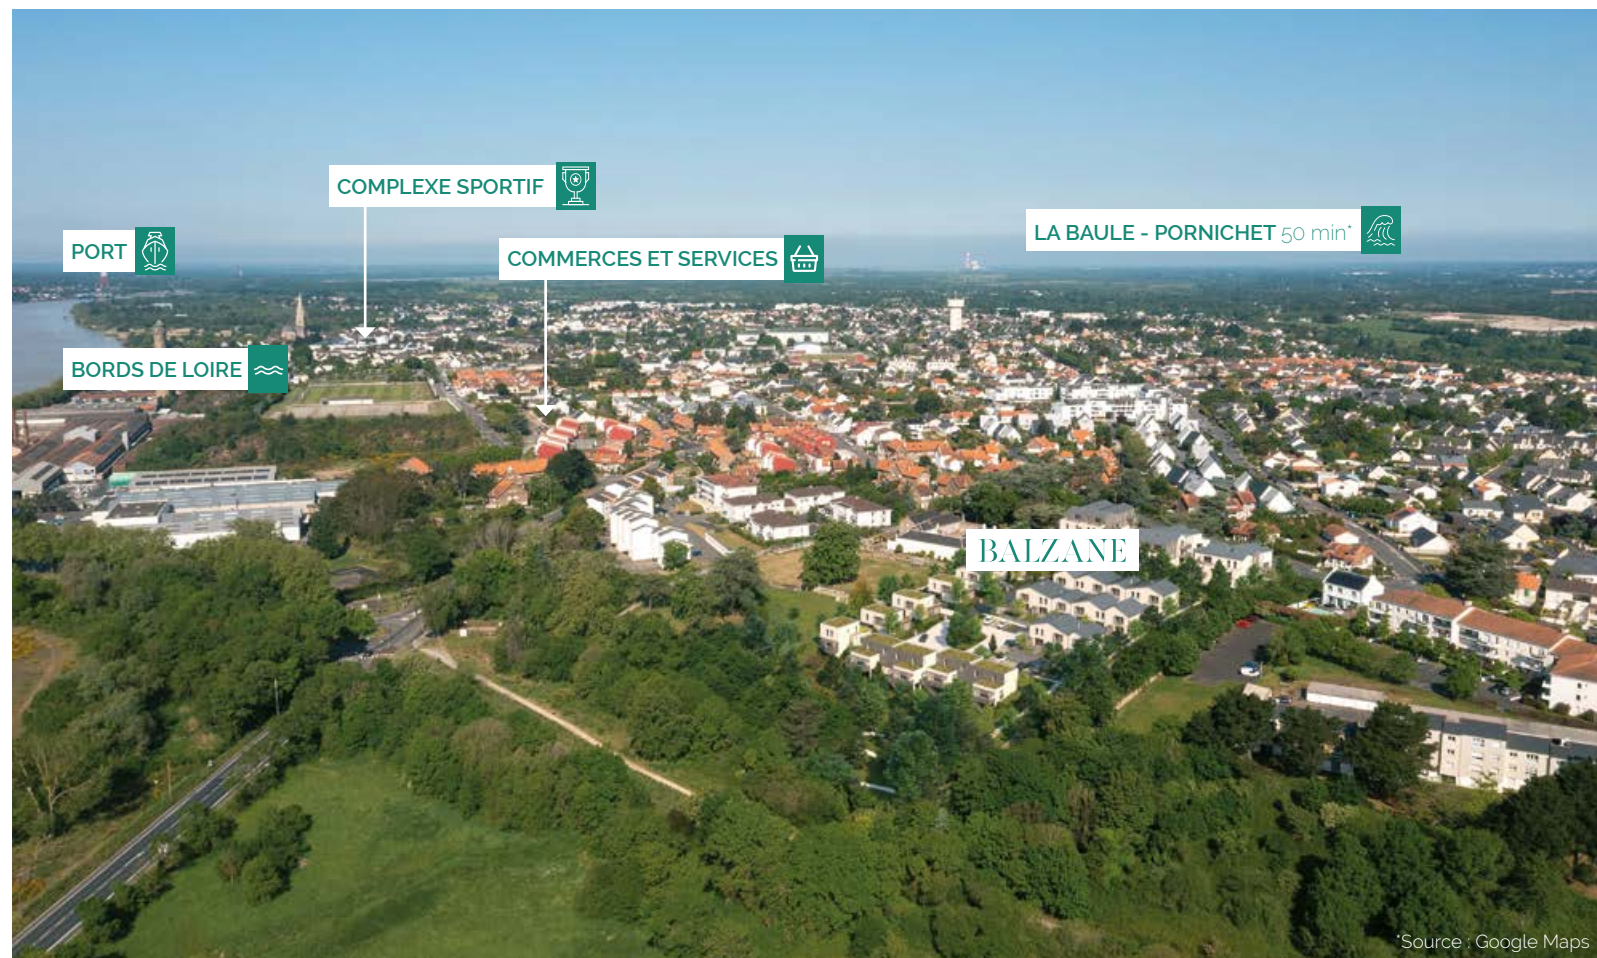 COMPLEXE SPORTIF
PORT
COMMERCES ET SERVICES
LA BAULE - PORNICHET 50 min*
BORDS DE LOIRE
BALZANE
*Source : Google Maps